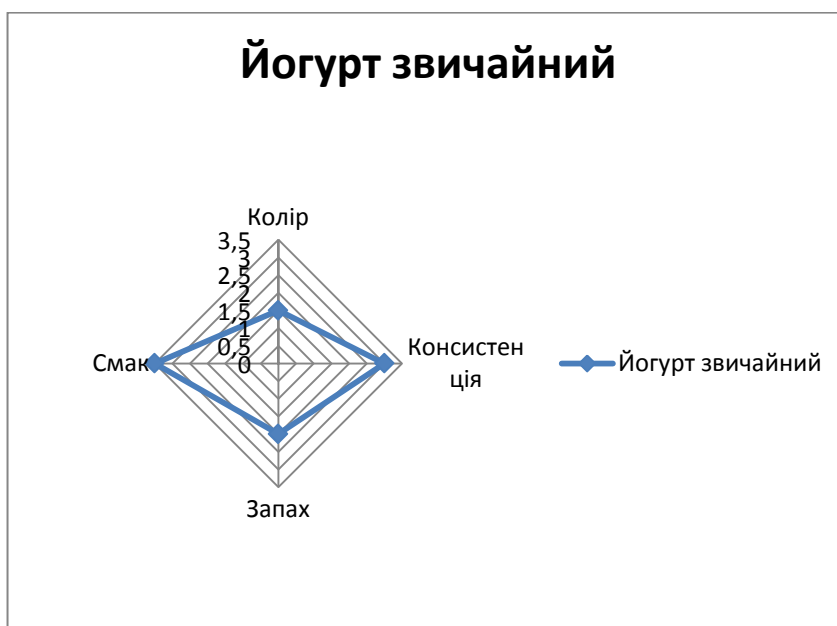 Йогурт звичайний
Колір
3,5
3
2,5
2
1,5
1
0,5
0
Смак
Консистен
ція
Йогурт звичайний
Запах